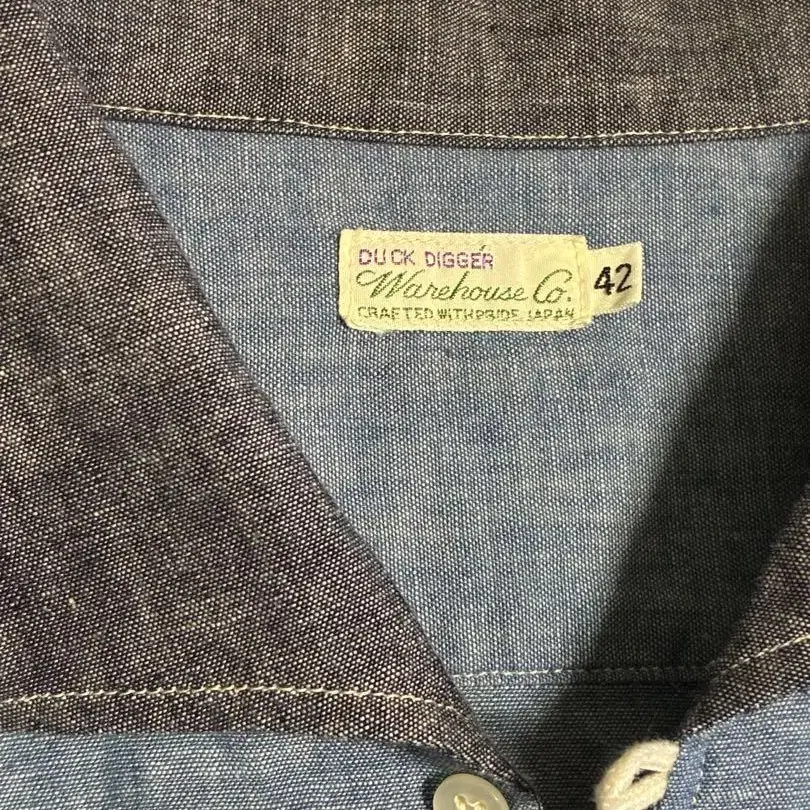 DUCK DIGGER
Warehouse Co.
42
CRAFTED WITH PRIDE JAPAN